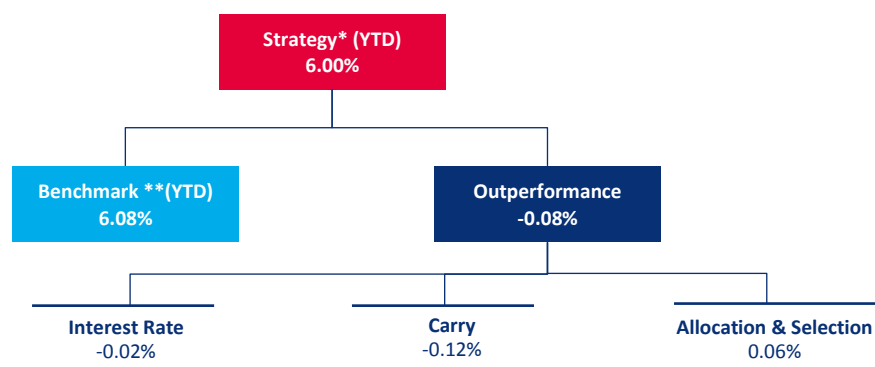 Strategy* (YTD)
6.00%
Benchmark **(YTD)
6.08%
Outperformance
-0.08%
Interest Rate
-0.02%
Carry
-0.12%
Allocation & Selection
0.06%